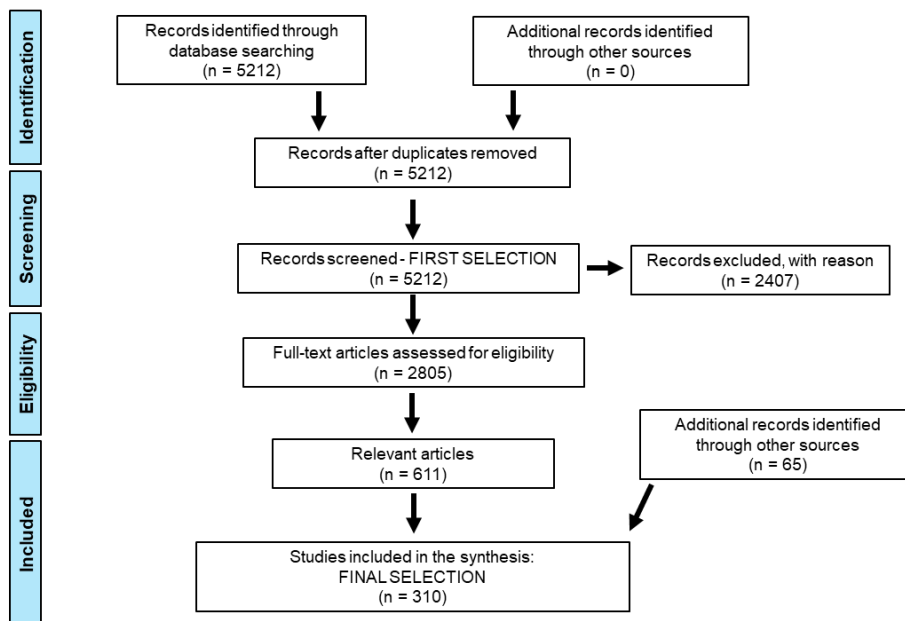 Identification
Records identified through
database searching
(n = 5212)
Additional records identified
through other sources
(n = 0)
Records after duplicates removed
(n = 5212)
Screening
Records screened - FIRST SELECTION
(n = 5212)
Records excluded, with reason
(n = 2407)
Eligibility
Full-text articles assessed for eligibility
(n = 2805)
Relevant articles
(n = 611)
Additional records identified
through other sources
(n = 65)
Included
Studies included in the synthesis:
FINAL SELECTION
(n = 310)